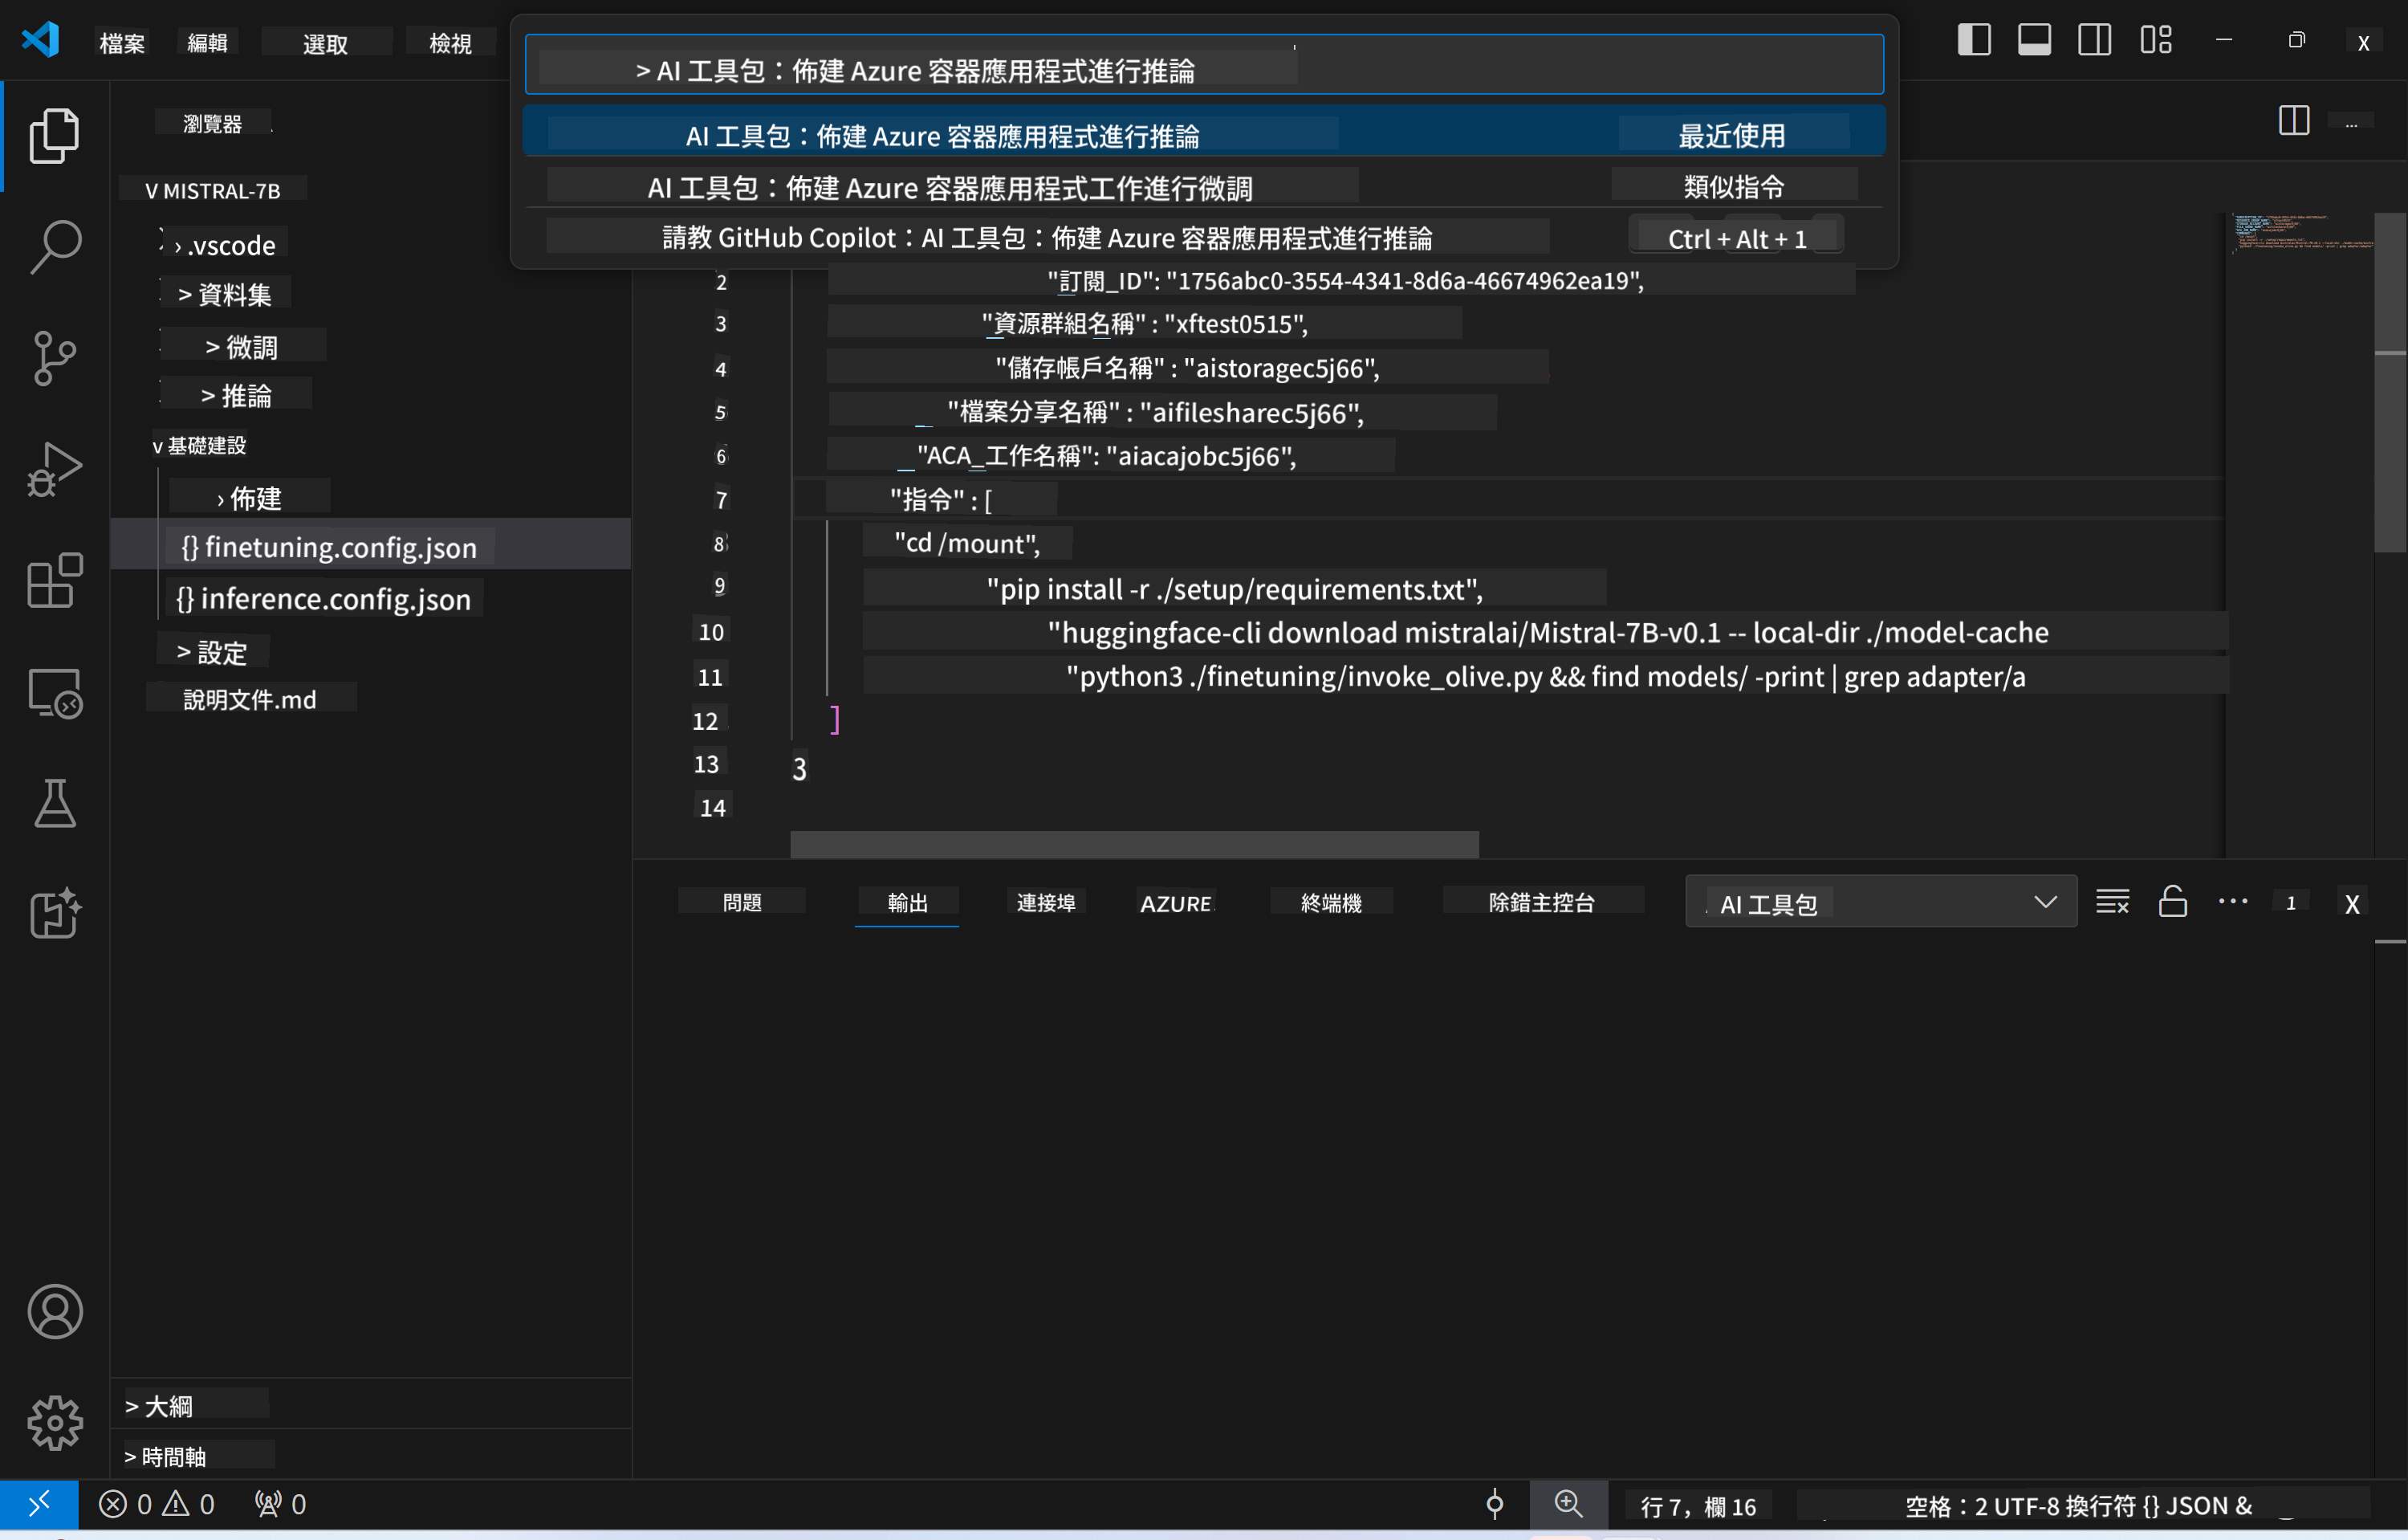 檔案 編輯 選取 檢視
> AI 工具包：佈建 Azure 容器應用程式進行推論
AI 工具包：佈建 Azure 容器應用程式進行推論 最近使用
AI 工具包：佈建 Azure 容器應用程式工作進行微調 類似指令
請教 GitHub Copilot：AI 工具包：佈建 Azure 容器應用程式進行推論 Ctrl + Alt + 1
X
...
瀏覽器
V MISTRAL-7B
› .vscode
> 資料集
> 微調
> 推論
v 基礎建設
› 佈建
{} finetuning.config.json
{} inference.config.json
> 設定
說明文件.md
2 "訂閱_ID": "1756abc0-3554-4341-8d6a-46674962ea19",
3 "資源群組名稱" : "xftest0515",
4 "儲存帳戶名稱" : "aistoragec5j66",
5 "檔案分享名稱" : "aifilesharec5j66",
6 "ACA_工作名稱": "aiacajobc5j66",
7 "指令" : [
8 "cd /mount",
9 "pip install -r ./setup/requirements.txt",
10 "huggingface-cli download mistralai/Mistral-7B-v0.1 -- local-dir ./model-cache
11 "python3 ./finetuning/invoke_olive.py && find models/ -print | grep adapter/a
12 ]
13 3
14
問題 輸出 連接埠 AZURE 終端機 除錯主控台 AI 工具包 ... 1 X
> 大綱
> 時間軸
0 0 0 行 7，欄 16 空格：2 UTF-8 換行符 {} JSON &